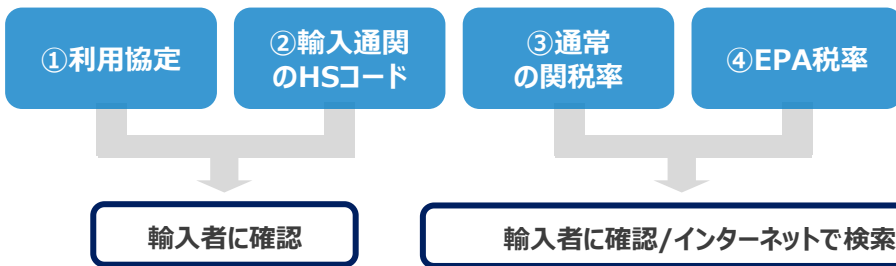 ①利用協定
②輸入通関
のHSコード
③通常
の関税率
④EPA税率
輸入者に確認
輸入者に確認/インターネットで検索